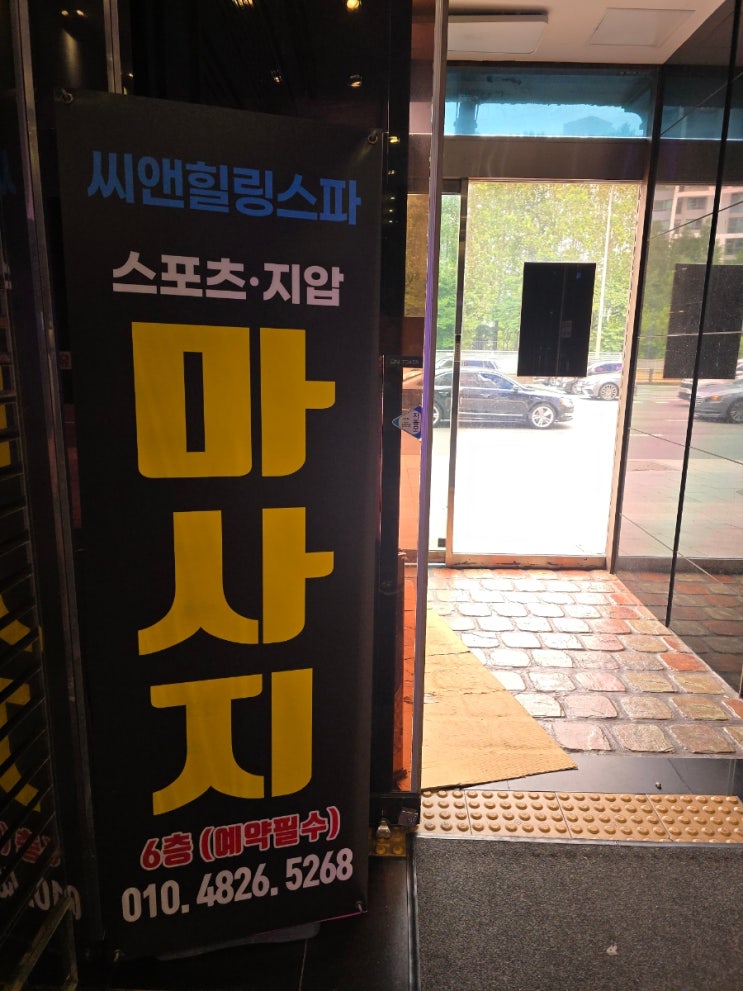 씨앤힐링스파
스포츠·지압
마
사
지
6층 (예약필수)
010. 4826. 5268